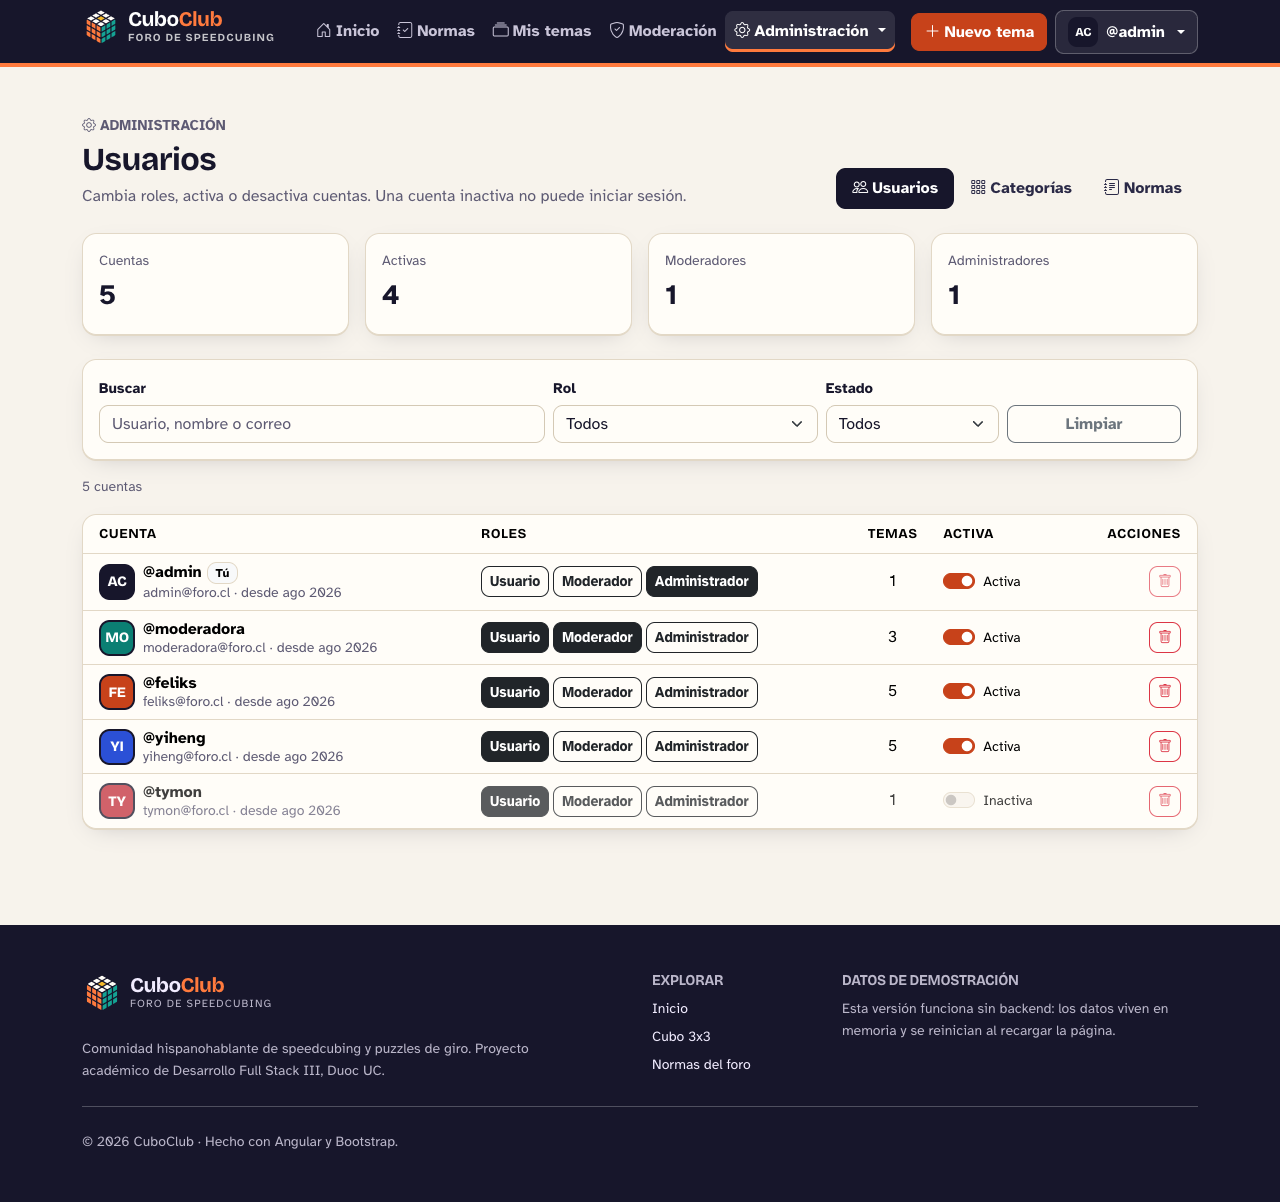 CuboClub
FORO DE SPEEDCUBING
Inicio
Normas
Mis temas
Moderación
Administración
Nuevo tema
AC @admin
ADMINISTRACIÓN
Usuarios
Cambia roles, activa o desactiva cuentas. Una cuenta inactiva no puede iniciar sesión.
Usuarios
Categorías
Normas
Cuentas
5
Activas
4
Moderadores
1
Administradores
1
Buscar
Usuario, nombre o correo
Rol
Todos
Estado
Todos
Limpiar
5 cuentas
CUENTA ROLES TEMAS ACTIVA ACCIONES
AC @admin Tú
admin@foro.cl · desde ago 2026
Usuario Moderador Administrador 1 Activa
MO @moderadora
moderadora@foro.cl · desde ago 2026
Usuario Moderador Administrador 3 Activa
FE @feliks
feliks@foro.cl · desde ago 2026
Usuario Moderador Administrador 5 Activa
YI @yiheng
yiheng@foro.cl · desde ago 2026
Usuario Moderador Administrador 5 Activa
TY @tymon
tymon@foro.cl · desde ago 2026
Usuario Moderador Administrador 1 Inactiva
CuboClub
FORO DE SPEEDCUBING
Comunidad hispanohablante de speedcubing y puzzles de giro. Proyecto
académico de Desarrollo Full Stack III, Duoc UC.
EXPLORAR
Inicio
Cubo 3x3
Normas del foro
DATOS DE DEMOSTRACIÓN
Esta versión funciona sin backend: los datos viven en
memoria y se reinician al recargar la página.
© 2026 CuboClub · Hecho con Angular y Bootstrap.